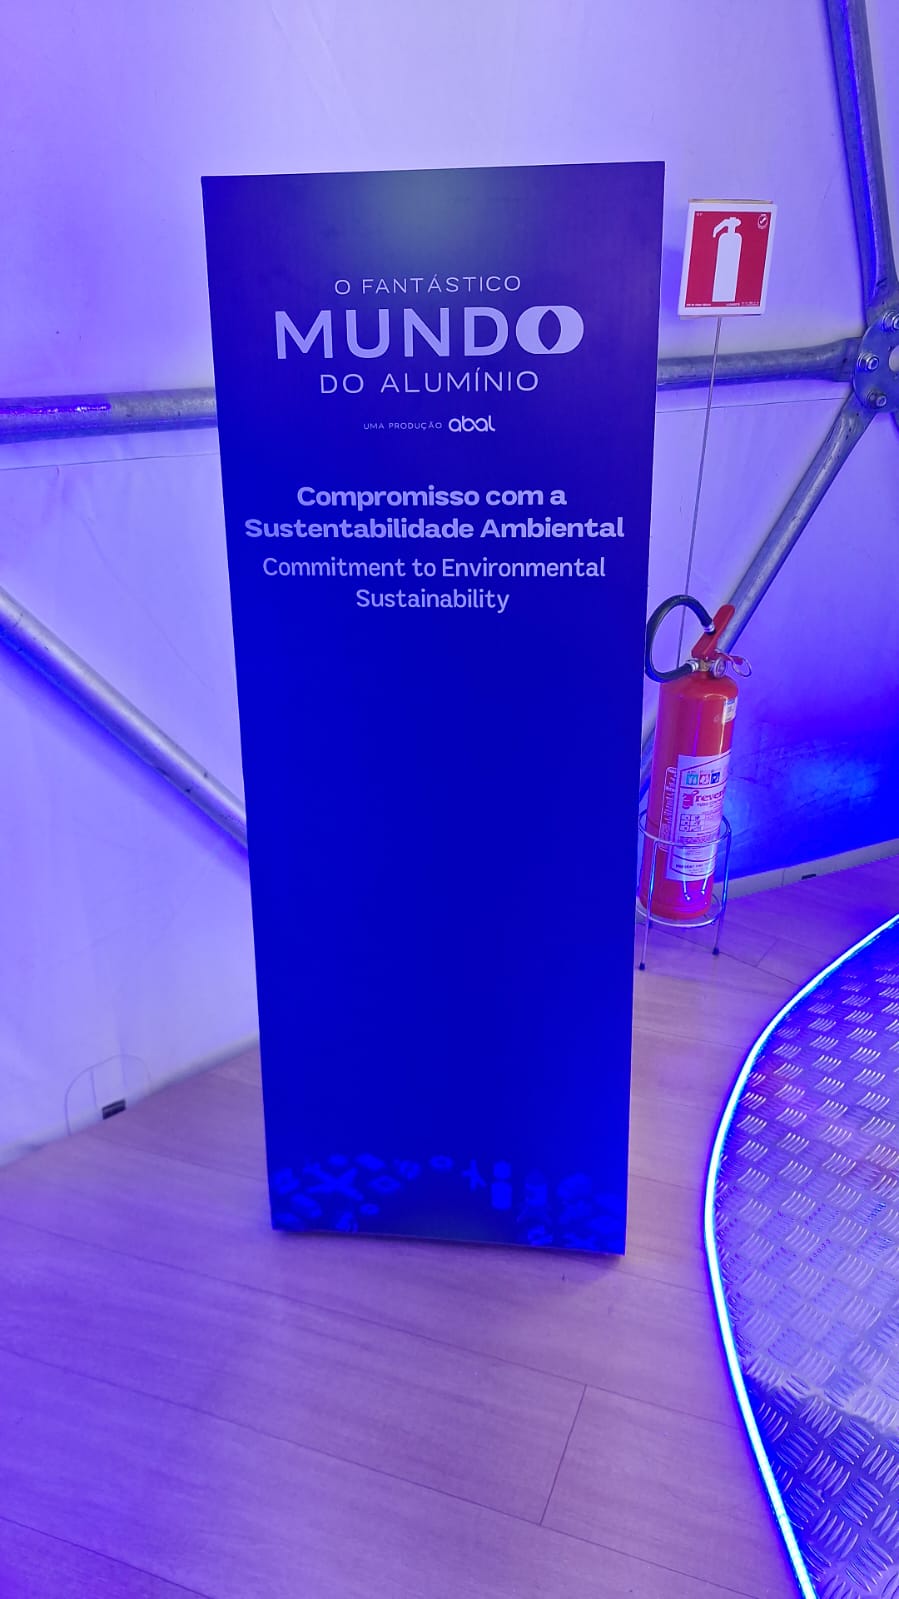 O FANTÁSTICO
MUNDO
DO ALUMÍNIO
UMA PRODUÇÃO abal
Compromisso com a
Sustentabilidade Ambiental
Commitment to Environmental
Sustainability